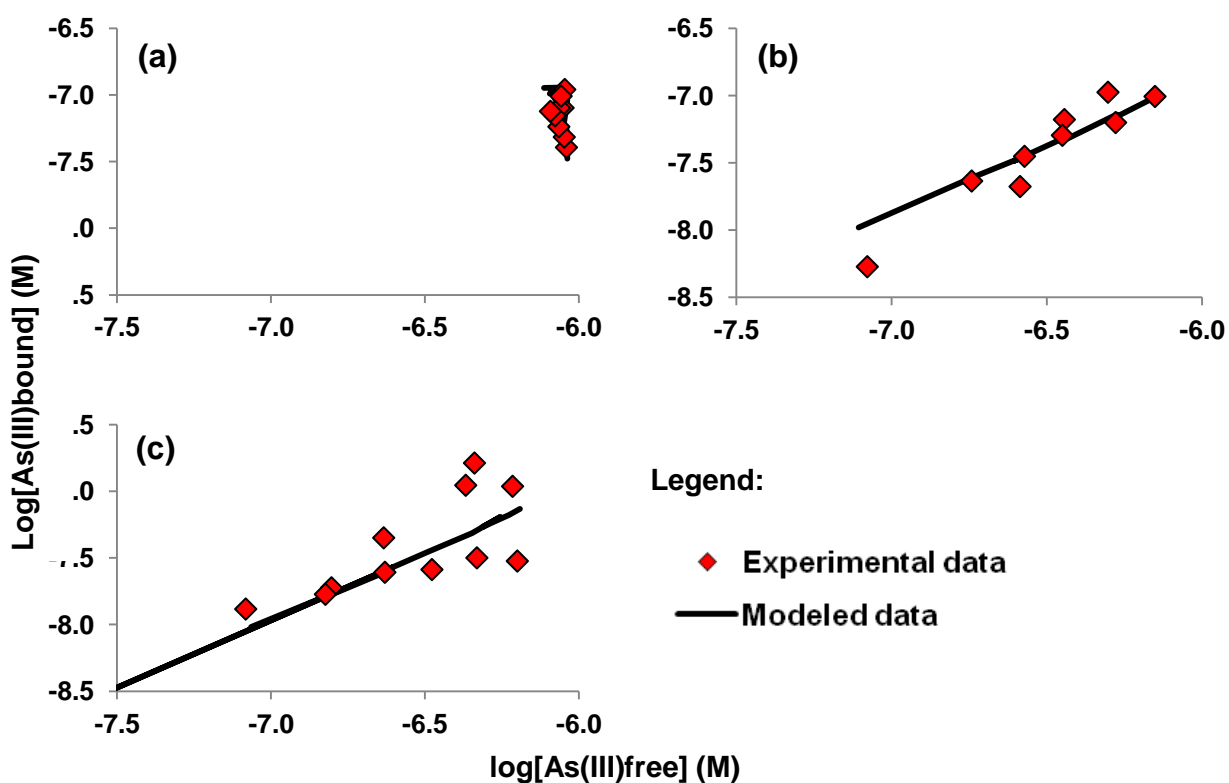 -6.5
(a)
-7.0
-7.5
.0
.5
-7.5 -7.0 -6.5 -6.0
-6.5
(b)
-7.0
-7.5
-8.0
-8.5
-7.5 -7.0 -6.5 -6.0
Log[As(III)bound] (M)
.5
(c)
.0
.5
-8.0
-8.5
-7.5 -7.0 -6.5 -6.0
log[As(III)free] (M)
Legend:
Experimental data
Modeled data